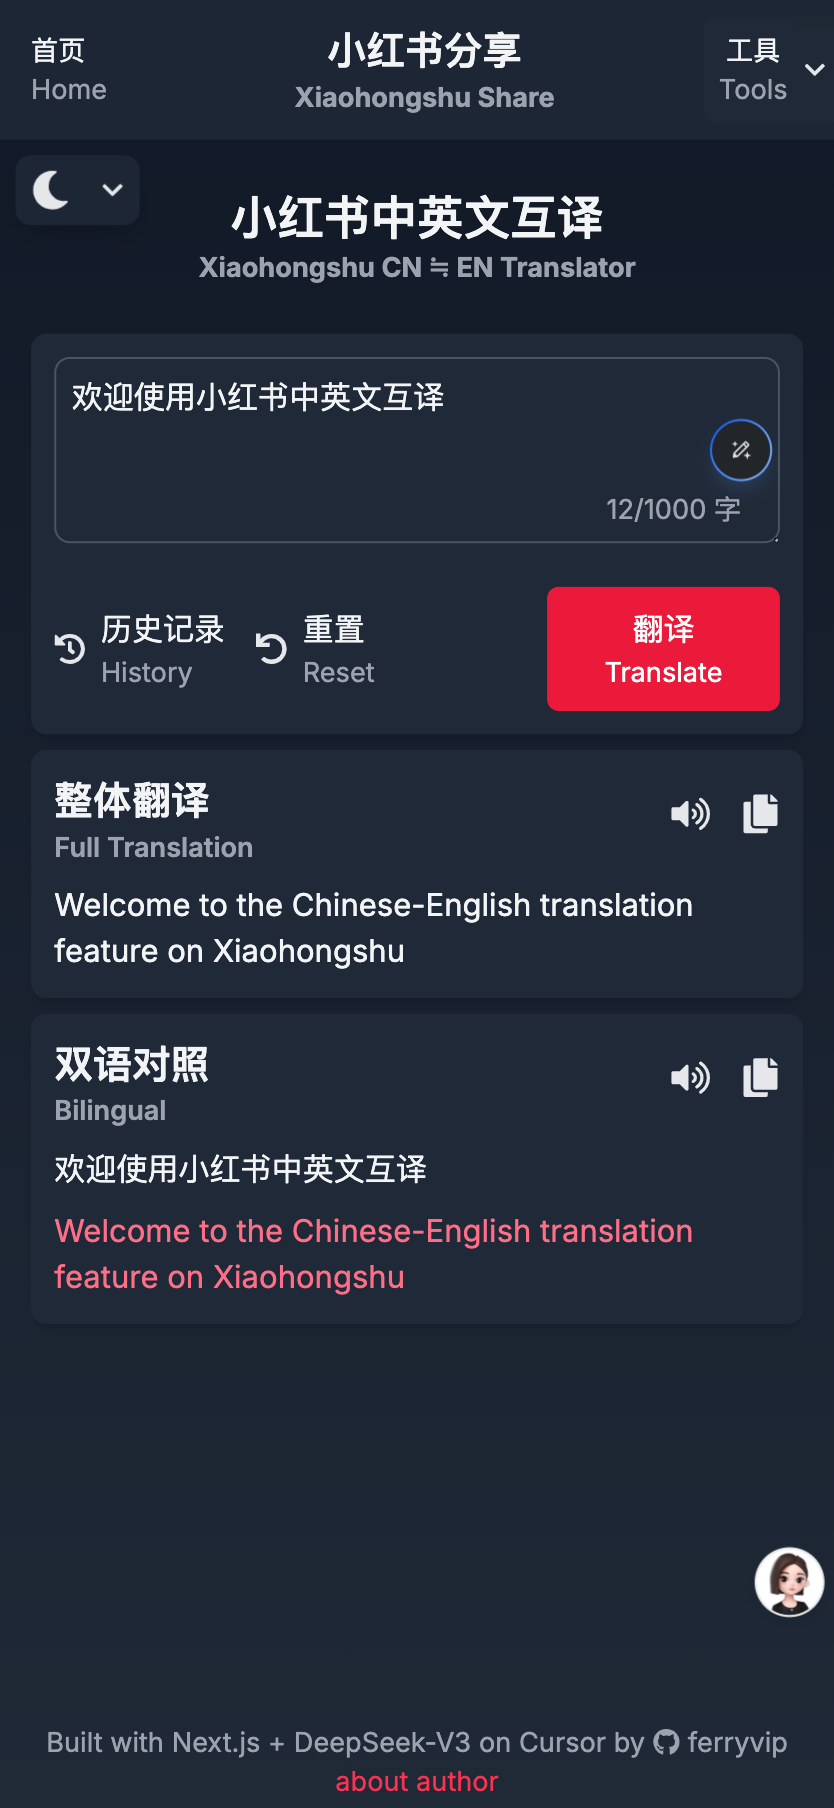 首页
Home
小红书分享
Xiaohongshu Share
工具
Tools
小红书中英文互译
Xiaohongshu CN ≒ EN Translator
欢迎使用小红书中英文互译
12/1000 字
历史记录
History
重置
Reset
翻译
Translate
整体翻译
Full Translation
Welcome to the Chinese-English translation
feature on Xiaohongshu
双语对照
Bilingual
欢迎使用小红书中英文互译
Welcome to the Chinese-English translation
feature on Xiaohongshu
Built with Next.js + DeepSeek-V3 on Cursor by ferryvip
about author